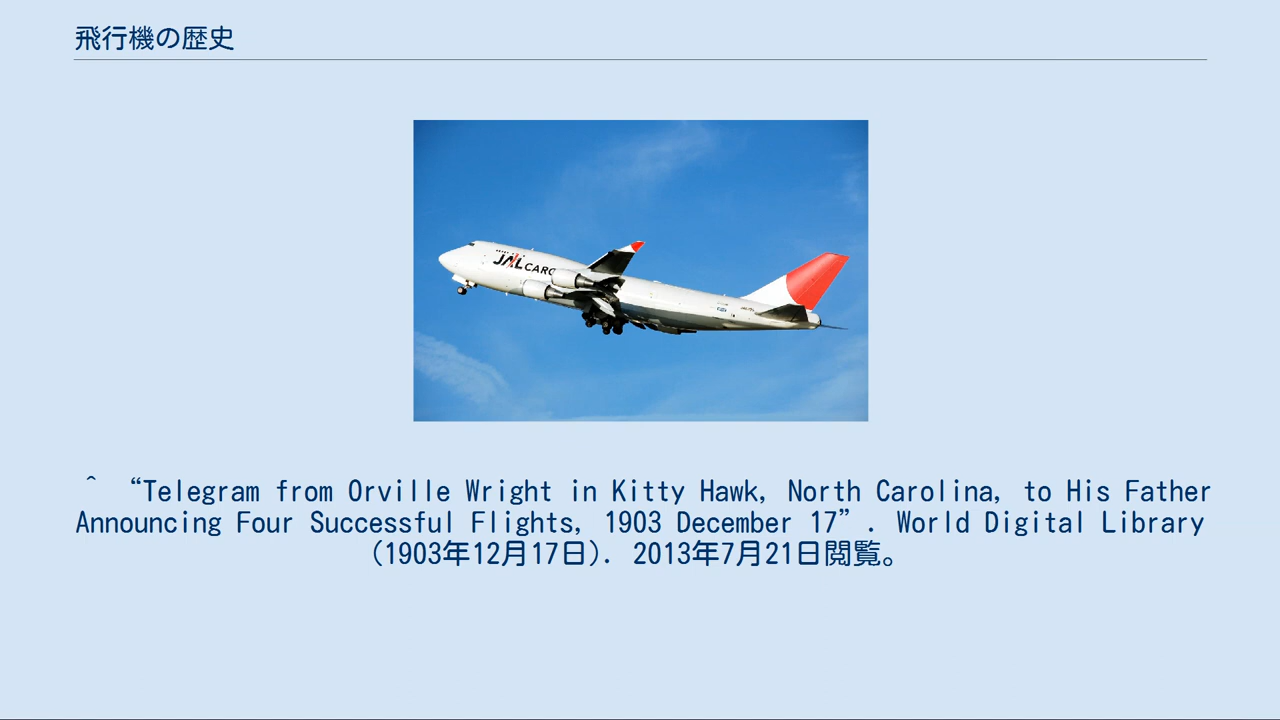 飛行機の歴史
JAL CARGO
^ “Telegram from Orville Wright in Kitty Hawk, North Carolina, to His Father
Announcing Four Successful Flights, 1903 December 17”. World Digital Library
(1903年12月17日). 2013年7月21日閲覧。